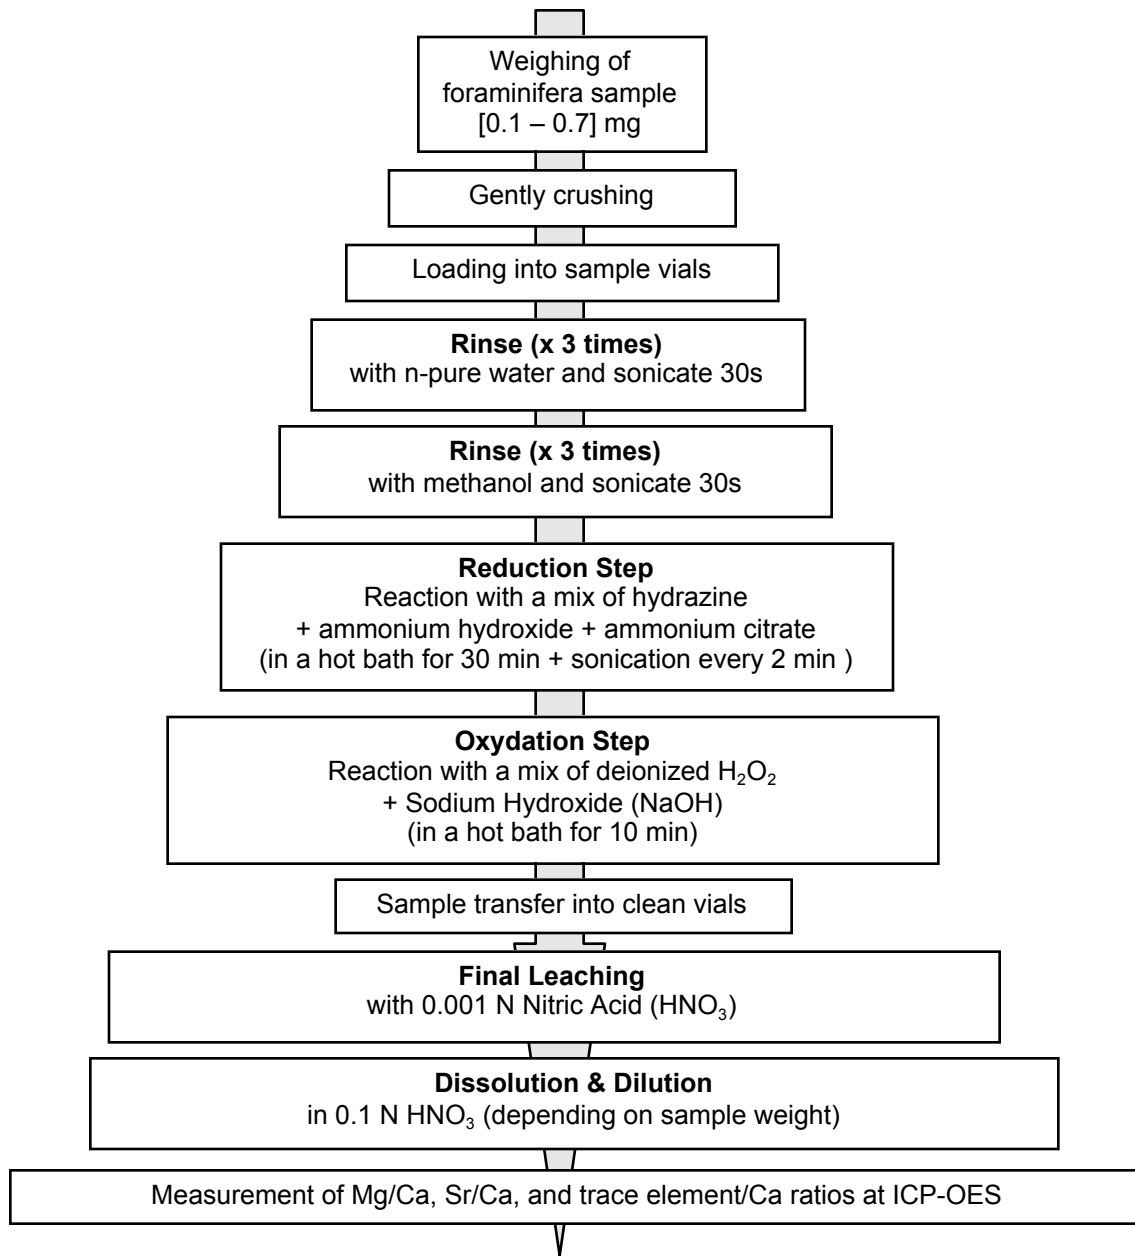 Weighing of
foraminifera sample
[0.1 – 0.7] mg
Gently crushing
Loading into sample vials
Rinse (x 3 times)
with n-pure water and sonicate 30s
Rinse (x 3 times)
with methanol and sonicate 30s
Reduction Step
Reaction with a mix of hydrazine
+ ammonium hydroxide + ammonium citrate
(in a hot bath for 30 min + sonication every 2 min )
Oxydation Step
Reaction with a mix of deionized H₂O₂
+ Sodium Hydroxide (NaOH)
(in a hot bath for 10 min)
Sample transfer into clean vials
Final Leaching
with 0.001 N Nitric Acid (HNO₃)
Dissolution & Dilution
in 0.1 N HNO₃ (depending on sample weight)
Measurement of Mg/Ca, Sr/Ca, and trace element/Ca ratios at ICP-OES